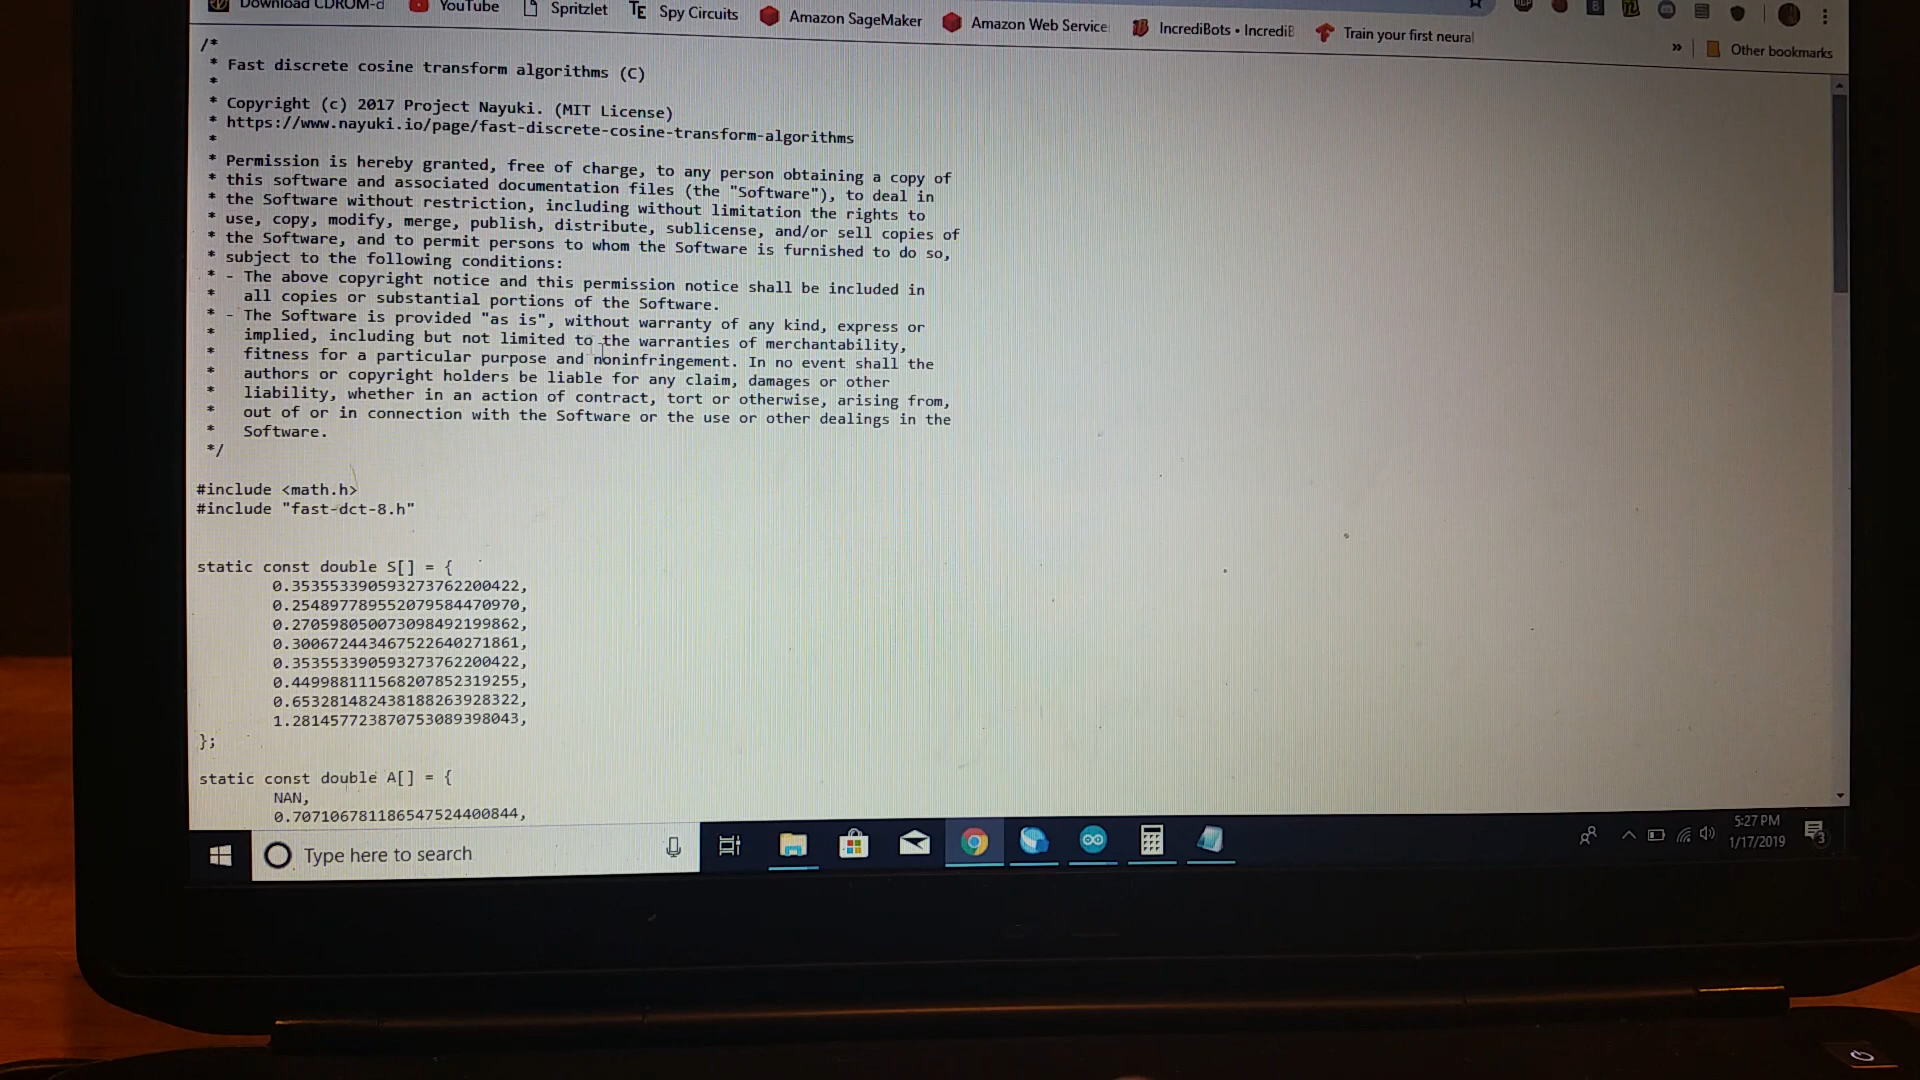 Download CDROM-d
YouTube
Spritzlet
TE Spy Circuits
Amazon SageMaker
Amazon Web Service
IncrediBots • IncrediB
Train your first neural
»
Other bookmarks
/*
* Fast discrete cosine transform algorithms (C)
*
* Copyright (c) 2017 Project Nayuki. (MIT License)
* https://www.nayuki.io/page/fast-discrete-cosine-transform-algorithms
*
* Permission is hereby granted, free of charge, to any person obtaining a copy of
* this software and associated documentation files (the "Software"), to deal in
* the Software without restriction, including without limitation the rights to
* use, copy, modify, merge, publish, distribute, sublicense, and/or sell copies of
* the Software, and to permit persons to whom the Software is furnished to do so,
* subject to the following conditions:
* - The above copyright notice and this permission notice shall be included in
*   all copies or substantial portions of the Software.
* - The Software is provided "as is", without warranty of any kind, express or
*   implied, including but not limited to the warranties of merchantability,
*   fitness for a particular purpose and noninfringement. In no event shall the
*   authors or copyright holders be liable for any claim, damages or other
*   liability, whether in an action of contract, tort or otherwise, arising from,
*   out of or in connection with the Software or the use or other dealings in the
*   Software.
*/
#include <math.h>
#include "fast-dct-8.h"
static const double S[] = {
0.353553390593273762200422,
0.254897789552079584470970,
0.270598050073098492199862,
0.300672443467522640271861,
0.353553390593273762200422,
0.449988111568207852319255,
0.653281482438188263928322,
1.281457723870753089398043,
};
static const double A[] = {
NAN,
0.707106781186547524400844,
Type here to search
5:27 PM
1/17/2019
3